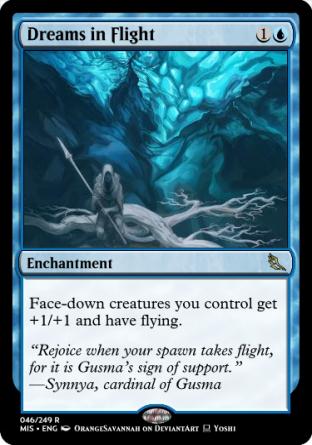 Dreams in Flight 1
Enchantment
Face-down creatures you control get
+1/+1 and have flying.
“Rejoice when your spawn takes flight,
for it is Gusma's sign of support.”
—Synnya, cardinal of Gusma
046/249 R
MIS • ENG OrangeSavannah on DeviantArt Yoshi